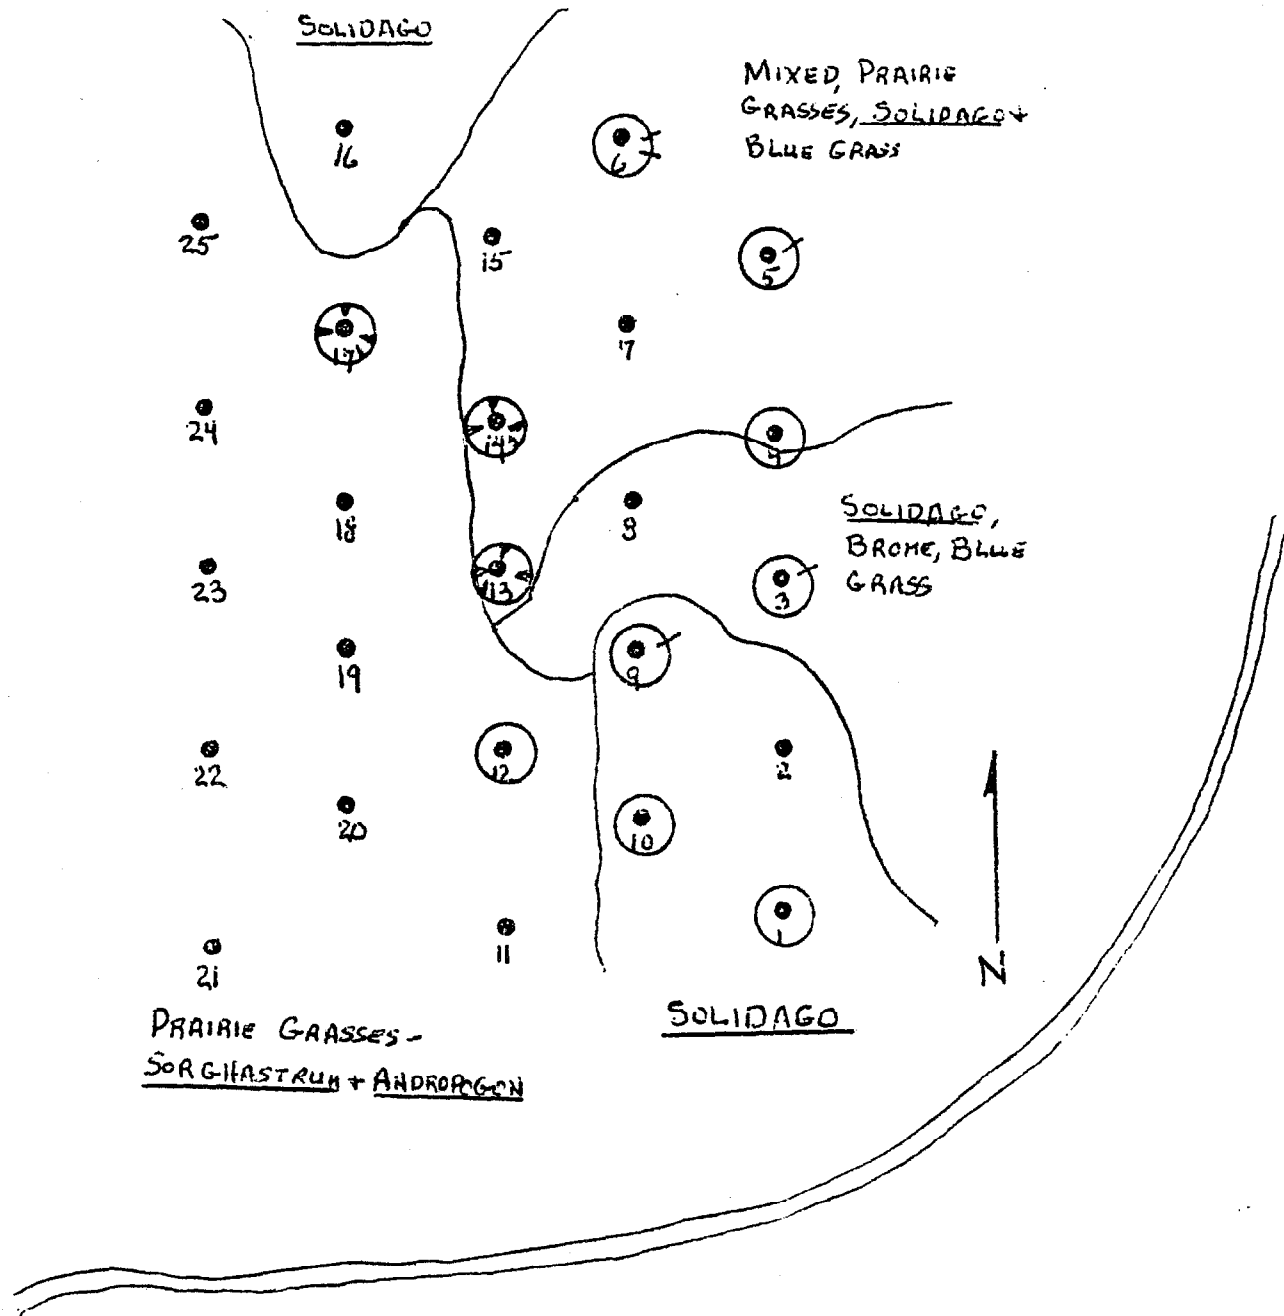 SOLIDAGO
MIXED, PRAIRIE
GRASSES, SOLIDAGO +
BLUE GRASS
16
6
25
15
5
17
7
24
14
4
18
8
SOLIDAGO,
BROME, BLUE
GRASS
23
13
3
19
9
22
12
2
20
10
21
11
1
N
PRAIRIE GRASSES -
SORGHASTRUM + ANDROPOGON
SOLIDAGO